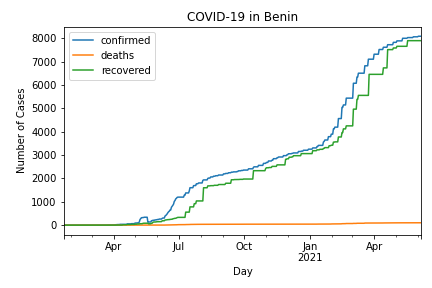 COVID-19 in Benin
confirmed
deaths
recovered
8000
7000
6000
5000
4000
3000
2000
1000
0
Number of Cases
Apr Jul Oct Jan Apr
2021
Day